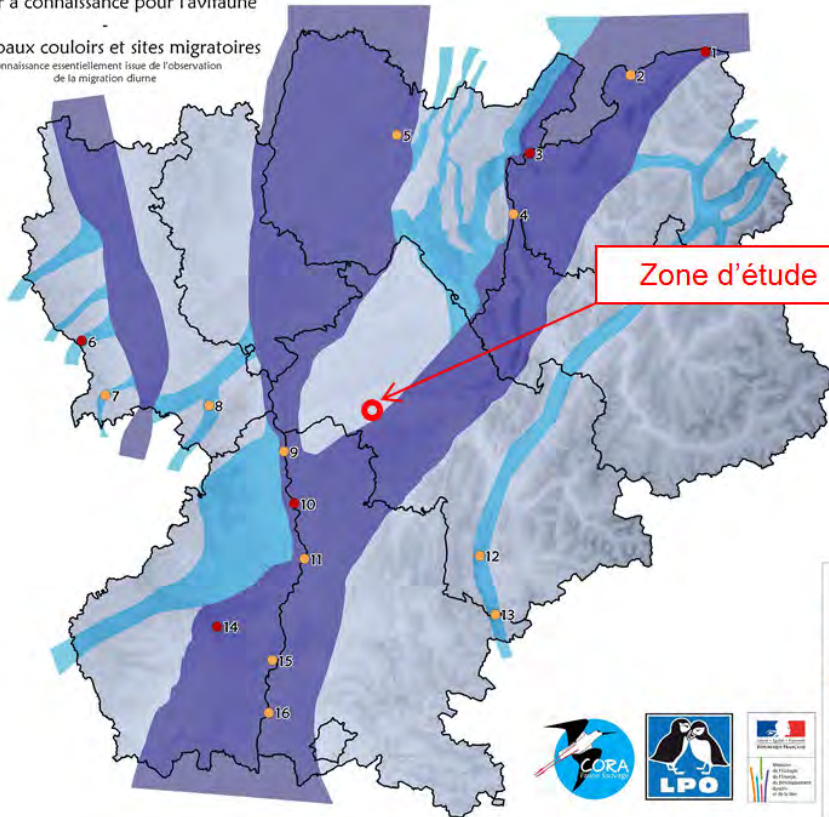 r à connaissance pour l'avifaune
-
paux couloirs et sites migratoires
nnaissance essentiellement issue de l'observation
de la migration diurne
1
2
3
4
5
Zone d'étude
6
7
8
9
10
11
12
13
14
15
16
CORA
Faune Sauvage
LPO